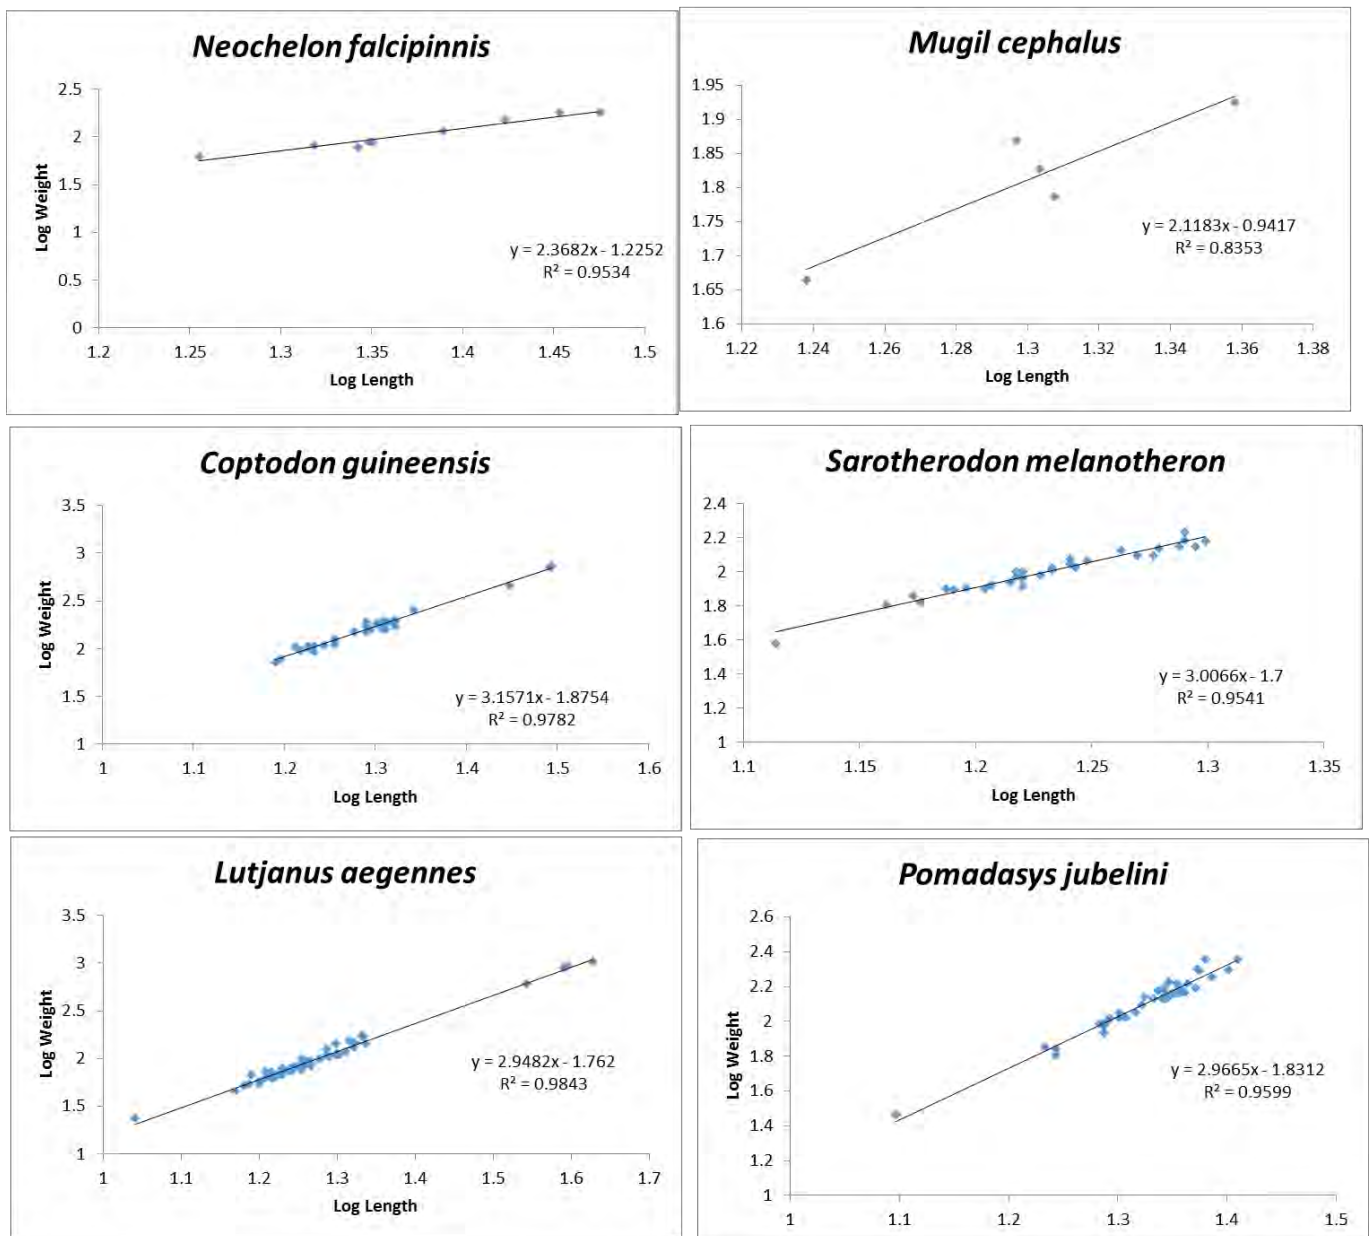 Neochelon falcipinnis
2.5
2
1.5
1
0.5
0
Log Weight
y = 2.3682x - 1.2252
R² = 0.9534
1.2 1.25 1.3 1.35 1.4 1.45 1.5
Log Length
Mugil cephalus
1.95
1.9
1.85
1.8
1.75
1.7
1.65
1.6
Log Weight
y = 2.1183x - 0.9417
R² = 0.8353
1.22 1.24 1.26 1.28 1.3 1.32 1.34 1.36 1.38
Log Length
Coptodon guineensis
3.5
3
2.5
2
1.5
1
Log Weight
y = 3.1571x - 1.8754
R² = 0.9782
1 1.1 1.2 1.3 1.4 1.5 1.6
Log Length
Sarotherodon melanotheron
2.4
2.2
2
1.8
1.6
1.4
1.2
1
Log Weight
y = 3.0066x - 1.7
R² = 0.9541
1.1 1.15 1.2 1.25 1.3 1.35
Log Length
Lutjanus aegennes
3.5
3
2.5
2
1.5
1
Log Weight
y = 2.9482x - 1.762
R² = 0.9843
1 1.1 1.2 1.3 1.4 1.5 1.6 1.7
Log Length
Pomadasys jubelini
2.6
2.4
2.2
2
1.8
1.6
1.4
1.2
1
Log Weight
y = 2.9665x - 1.8312
R² = 0.9599
1 1.1 1.2 1.3 1.4 1.5